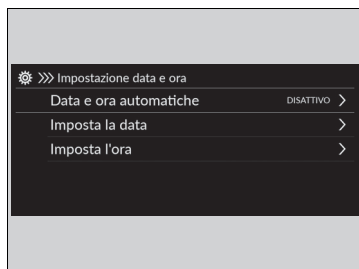 Impostazione data e ora
Data e ora automatiche DISATTIVO
Imposta la data
Imposta l'ora